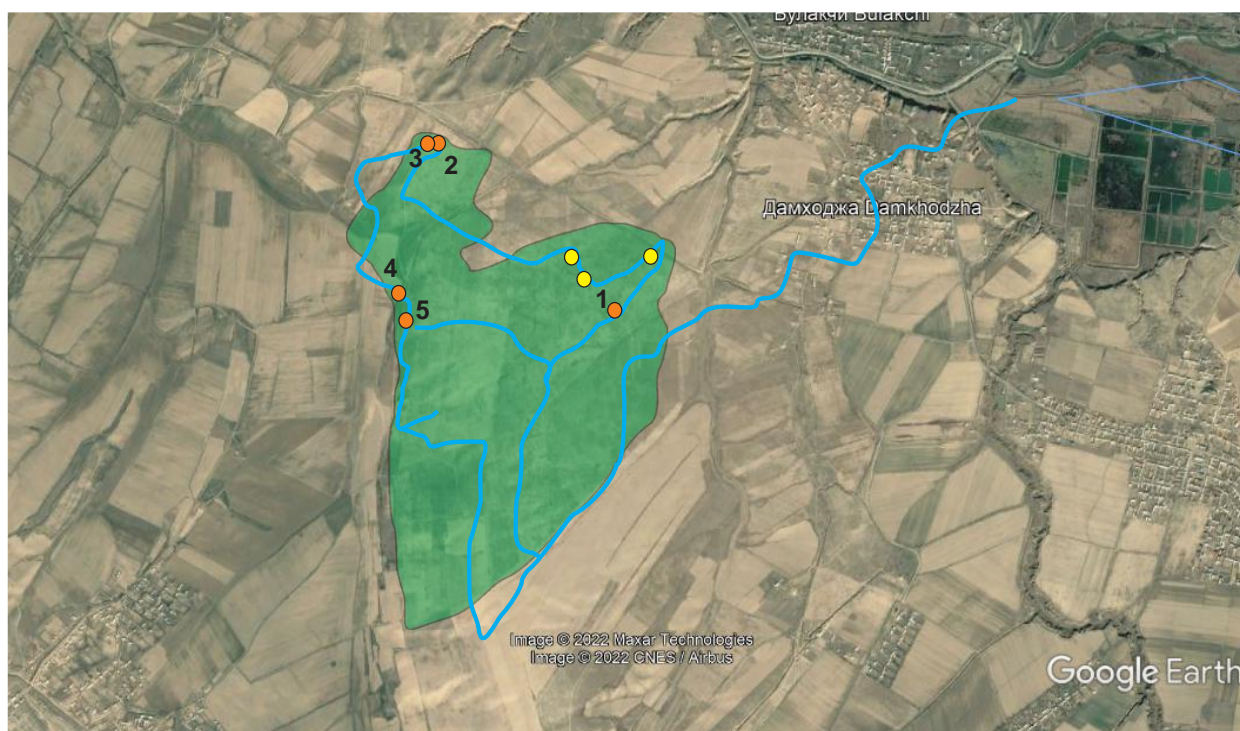 Булакчи Bulakchi
3
2
Дамходжа Damkhodzha
4
1
5
Image © 2022 Maxar Technologies
Image © 2022 CNES / Airbus
Google Earth